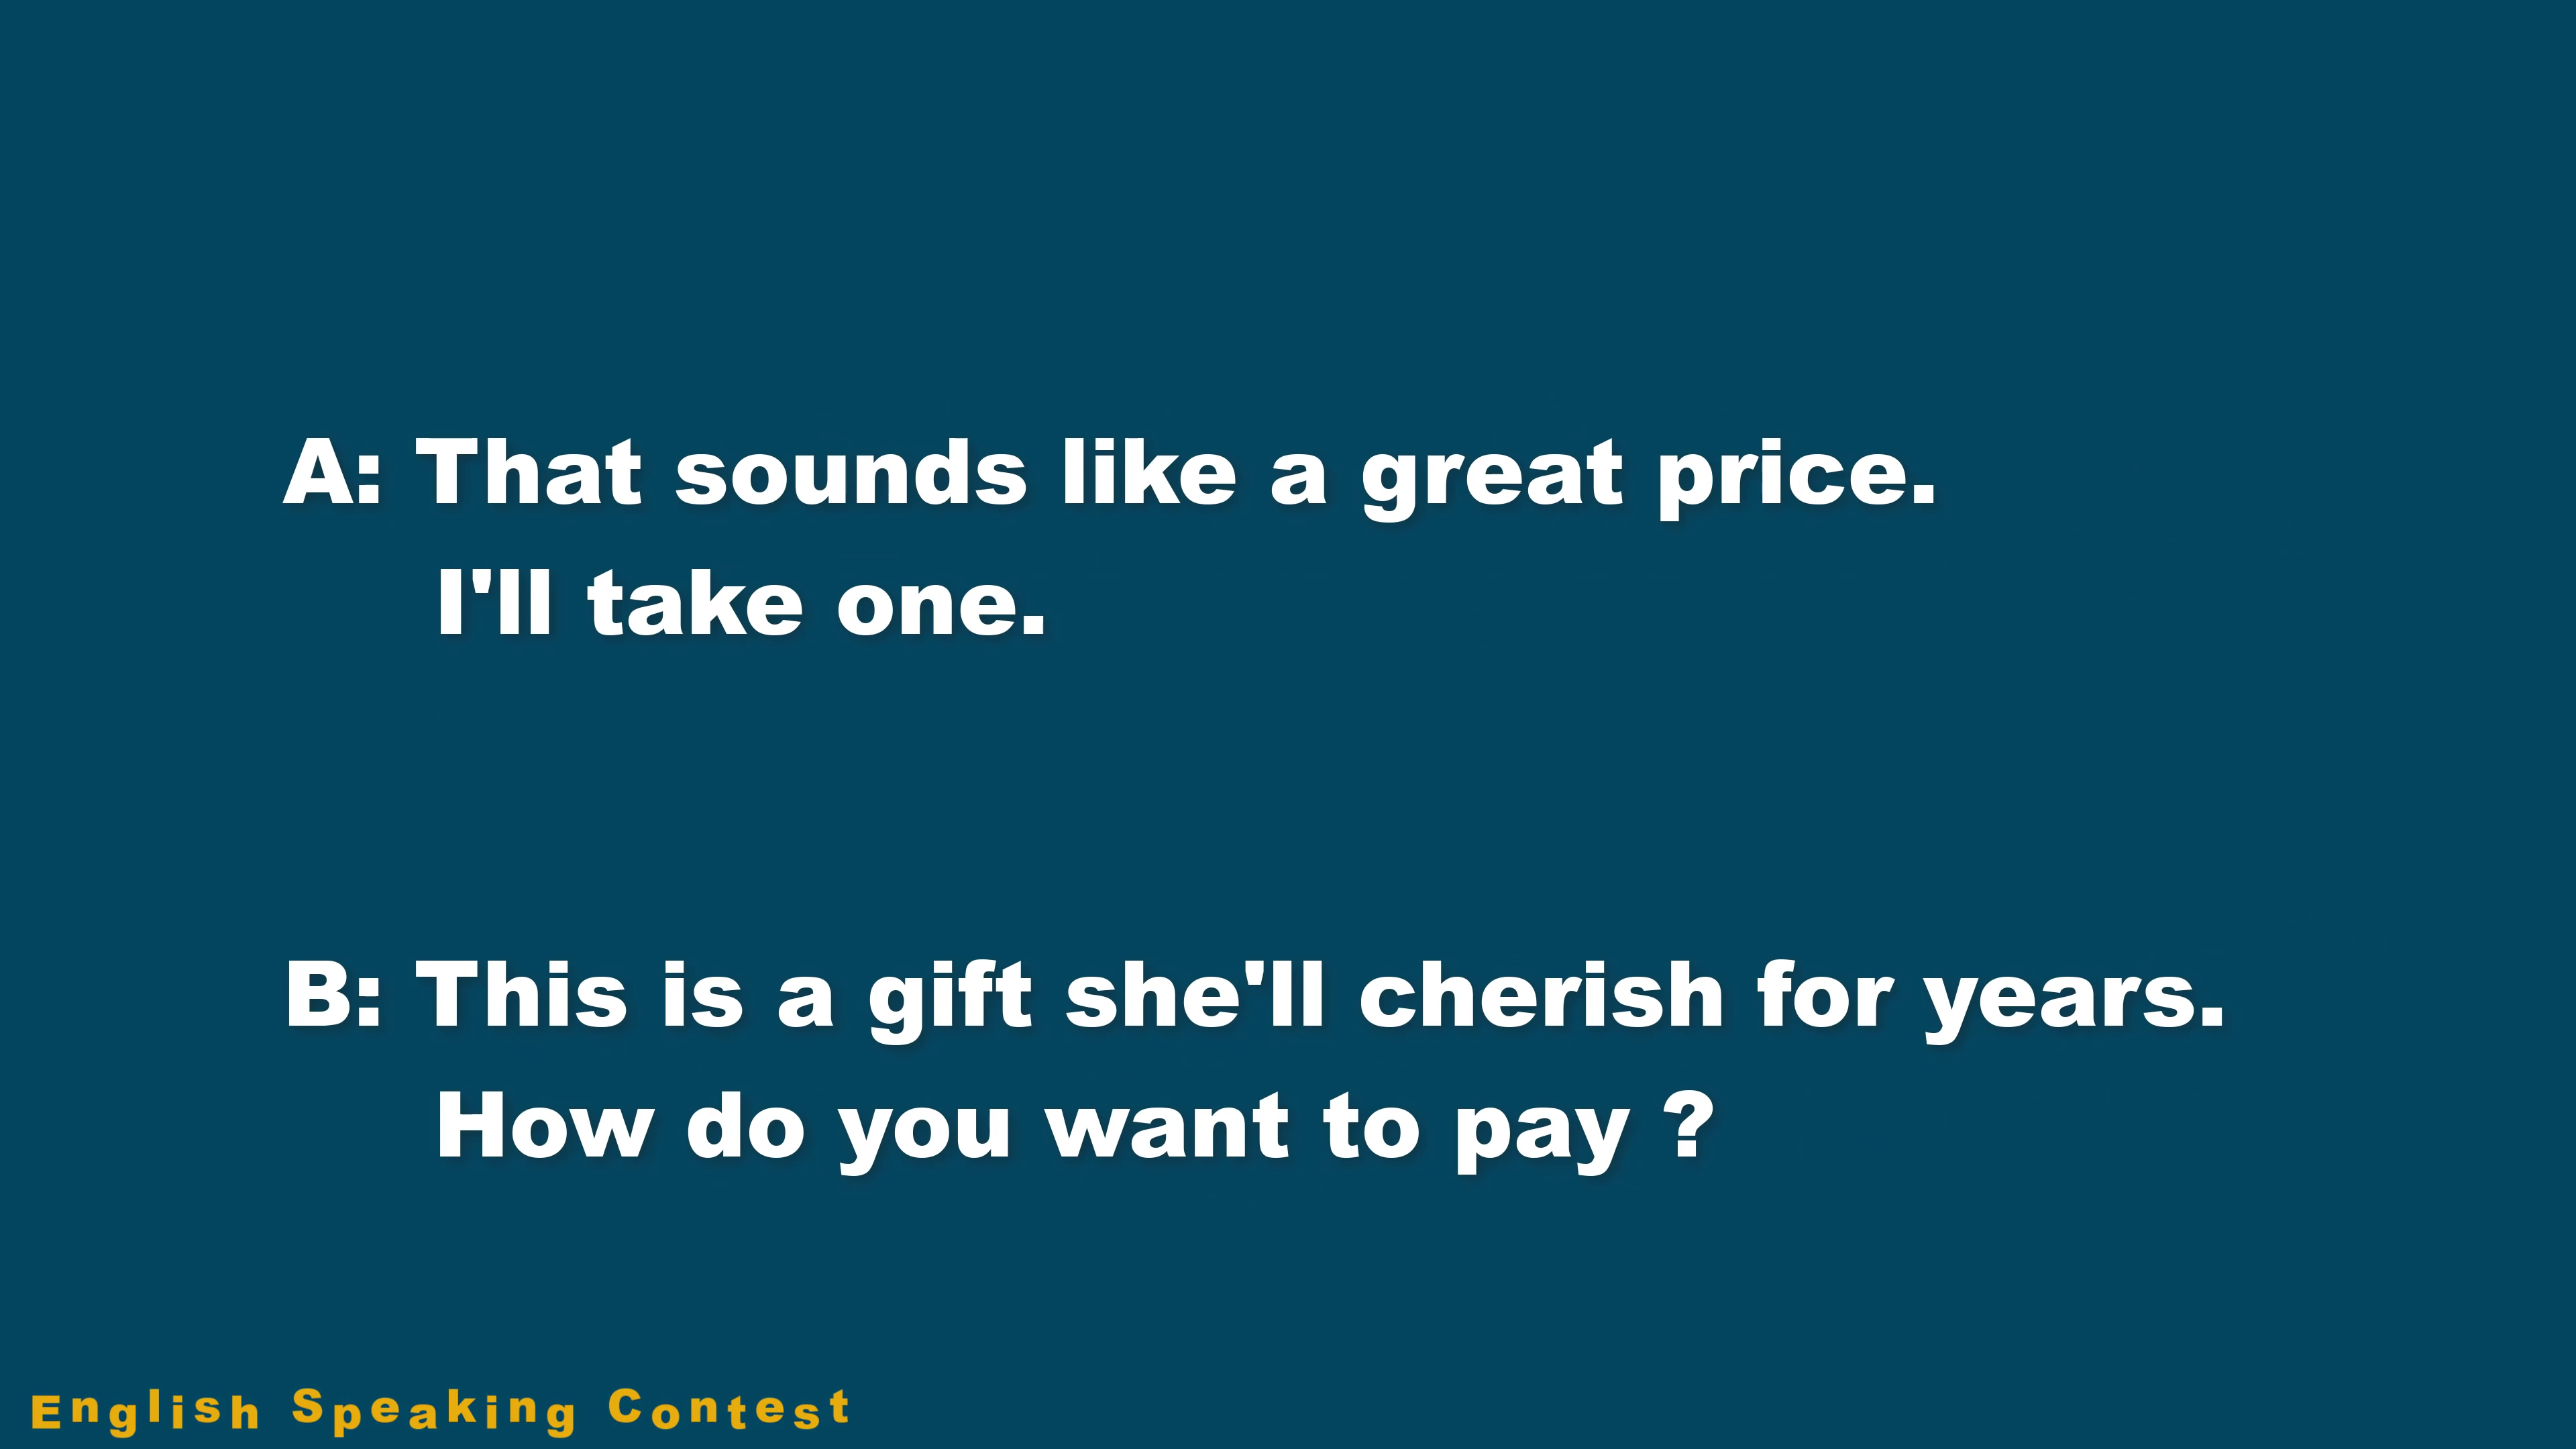 A: That sounds like a great price.
I'll take one.
B: This is a gift she'll cherish for years.
How do you want to pay ?
English Speaking Contest